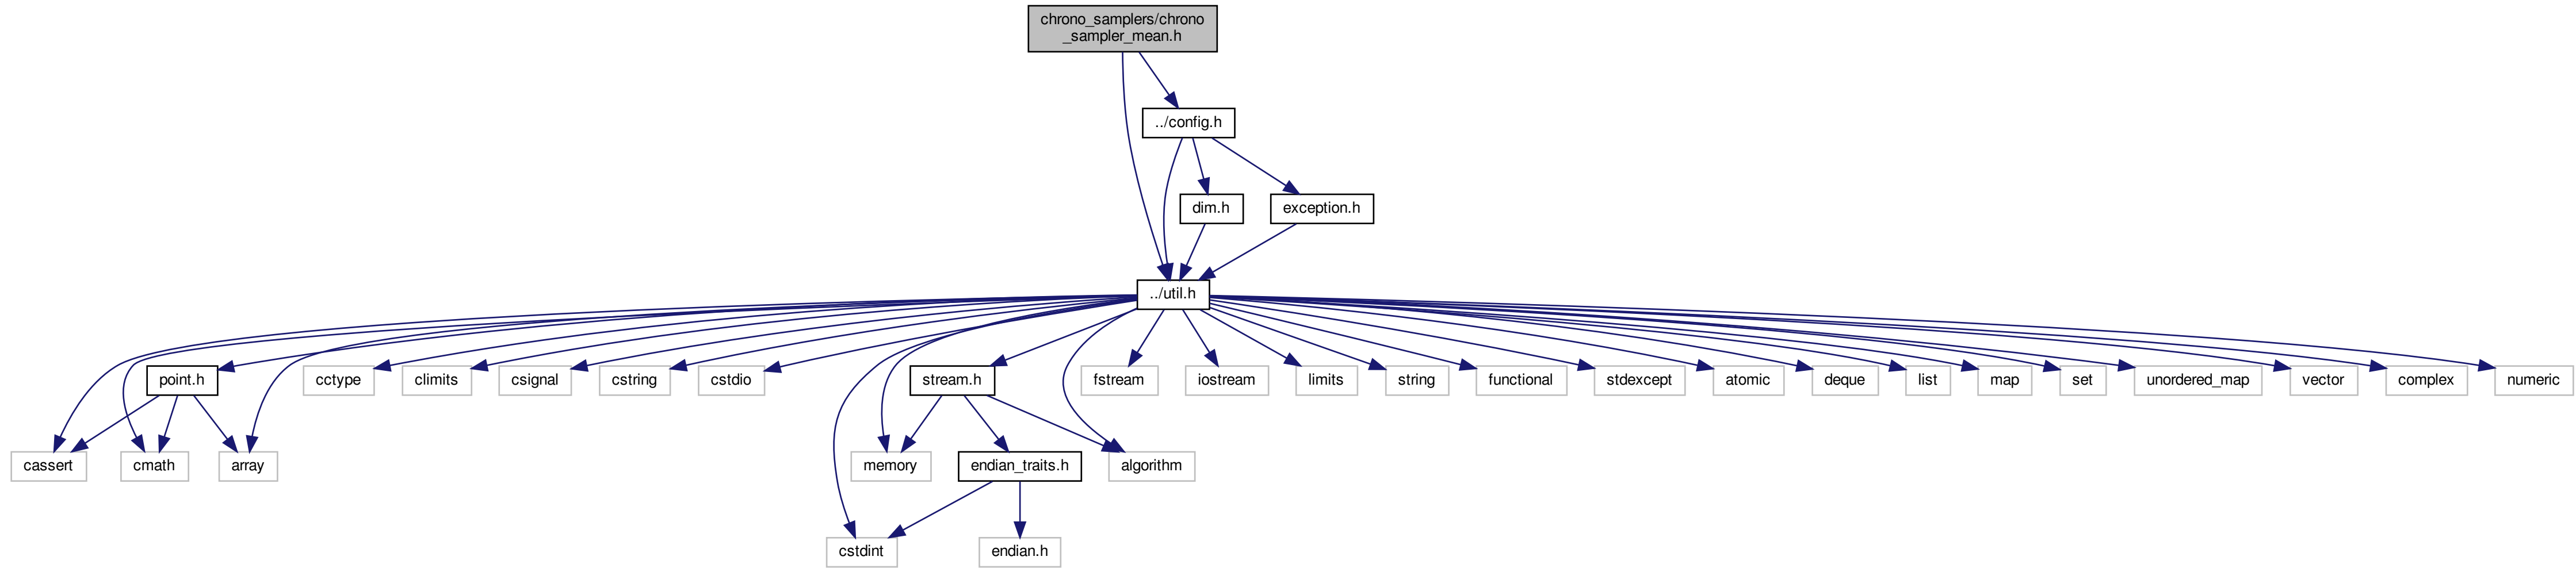 chrono_samplers/chrono
_sampler_mean.h
../config.h
dim.h
exception.h
../util.h
point.h
cctype
climits
csignal
cstring
cstdio
stream.h
fstream
iostream
limits
string
functional
stdexcept
atomic
deque
list
map
set
unordered_map
vector
complex
numeric
cassert
cmath
array
memory
endian_traits.h
algorithm
cstdint
endian.h